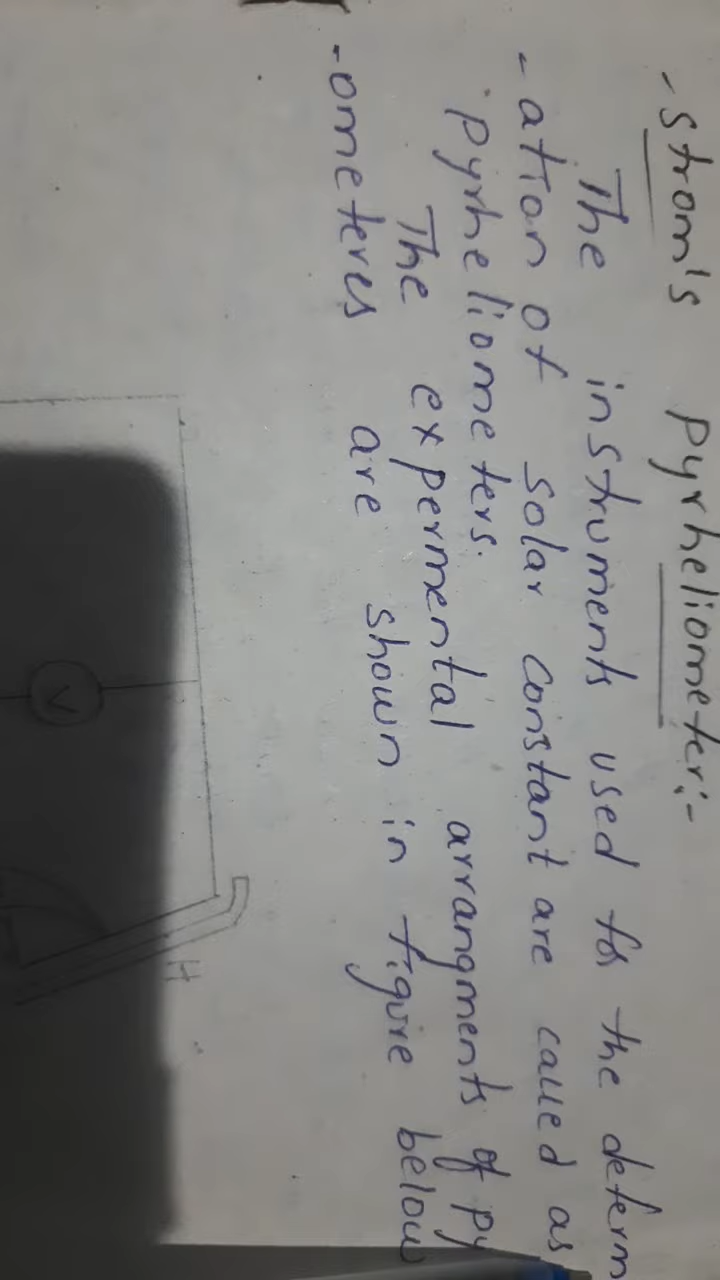 -strom's pyrheliometer:-
The instruments used for the determ
-ation of solar constant are called as
pyrheliometers.
The expermental arrangments of py
-ometeres are shown in figure below
V
H